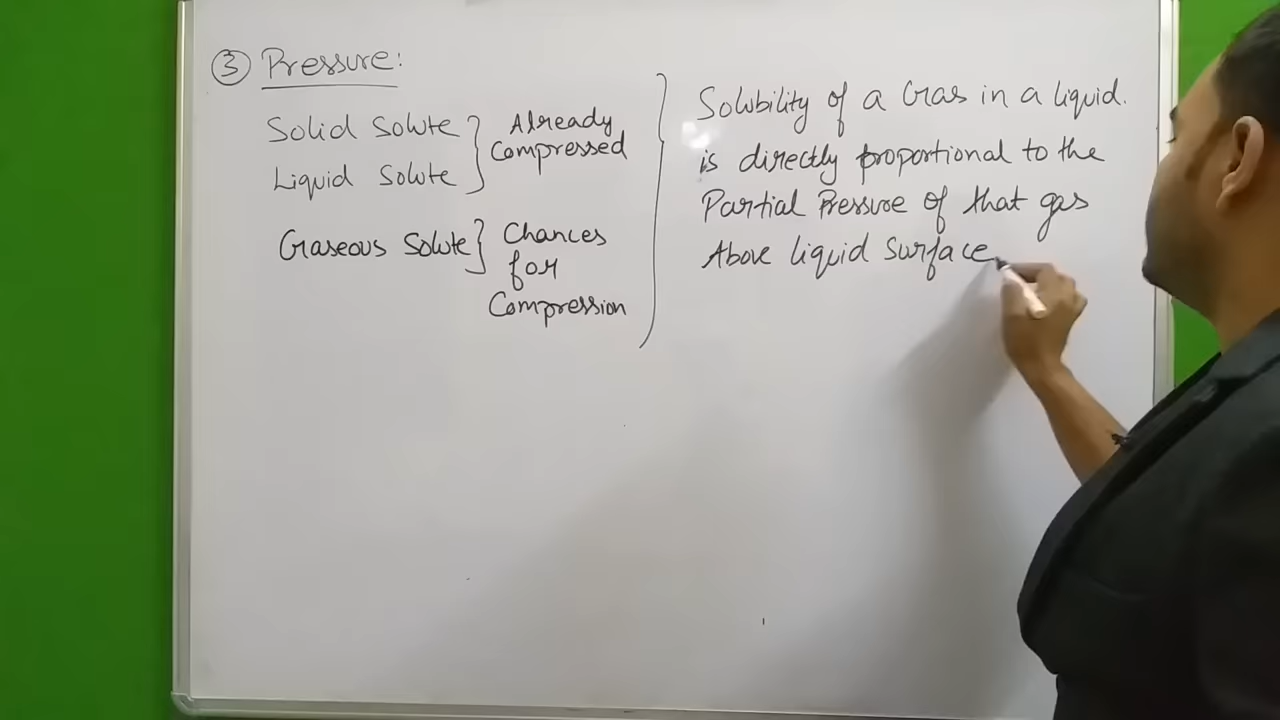 ③ Pressure:
Solid Solute
Liquid Solute
Already
Compressed
Gaseous Solute
Chances
for
Compression
Solubility of a Gas in a liquid.
is directly proportional to the
Partial Pressure of that gas
Above liquid Surface